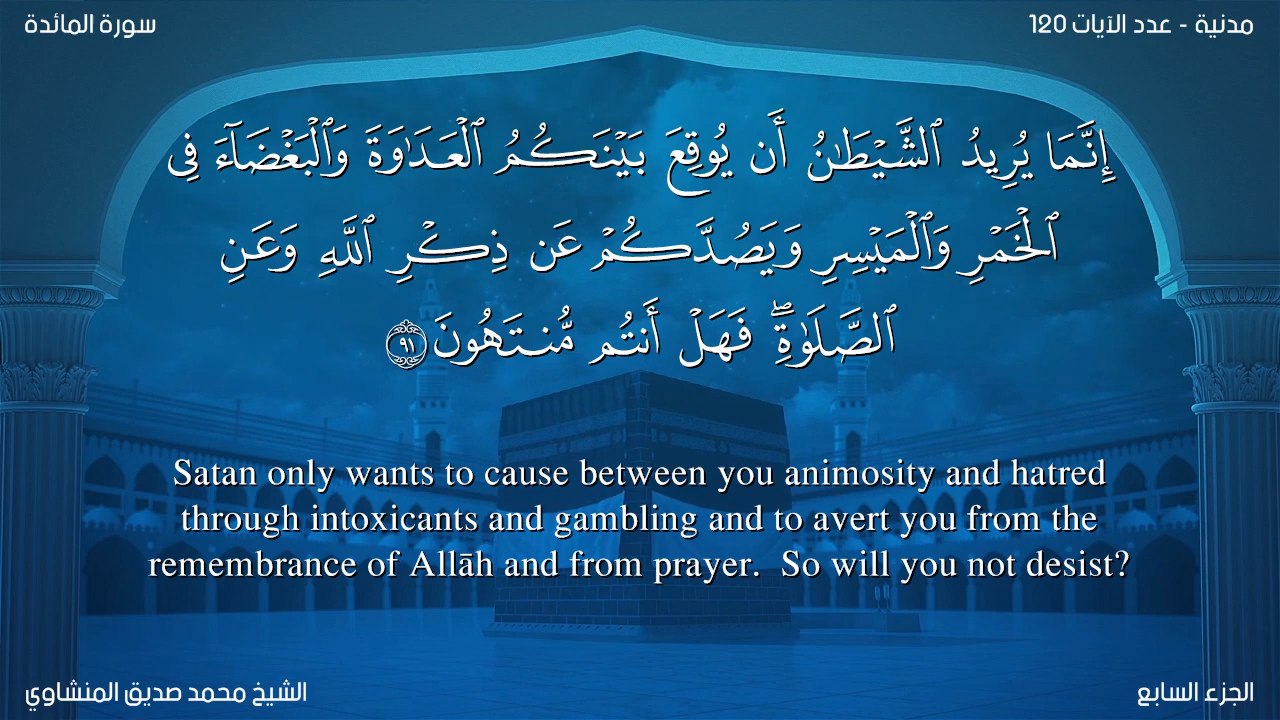 سورة المائدة
مدنية - عدد الآيات 120
إِنَّمَا يُرِيدُ ٱلشَّيْطَـٰنُ أَن يُوقِعَ بَيْنَكُمُ ٱلْعَدَٰوَةَ وَٱلْبَغْضَآءَ فِى
ٱلْخَمْرِ وَٱلْمَيْسِرِ وَيَصُدَّكُمْ عَن ذِكْرِ ٱللَّهِ وَعَنِ
ٱلصَّلَوٰةِ ۖ فَهَلْ أَنتُم مُّنتَهُونَ ٩١
Satan only wants to cause between you animosity and hatred
through intoxicants and gambling and to avert you from the
remembrance of Allāh and from prayer.  So will you not desist?
الشيخ محمد صديق المنشاوي
الجزء السابع